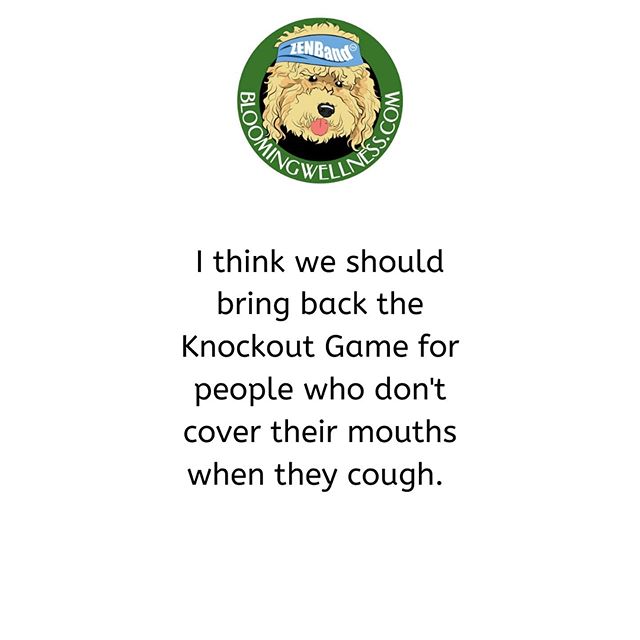 ZENBand™
BLOOMINGWELLNESS.COM
I think we should
bring back the
Knockout Game for
people who don't
cover their mouths
when they cough.